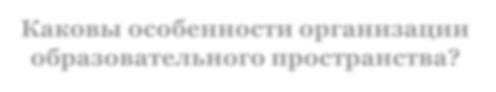 Каковы особенности организации
образовательного пространства?